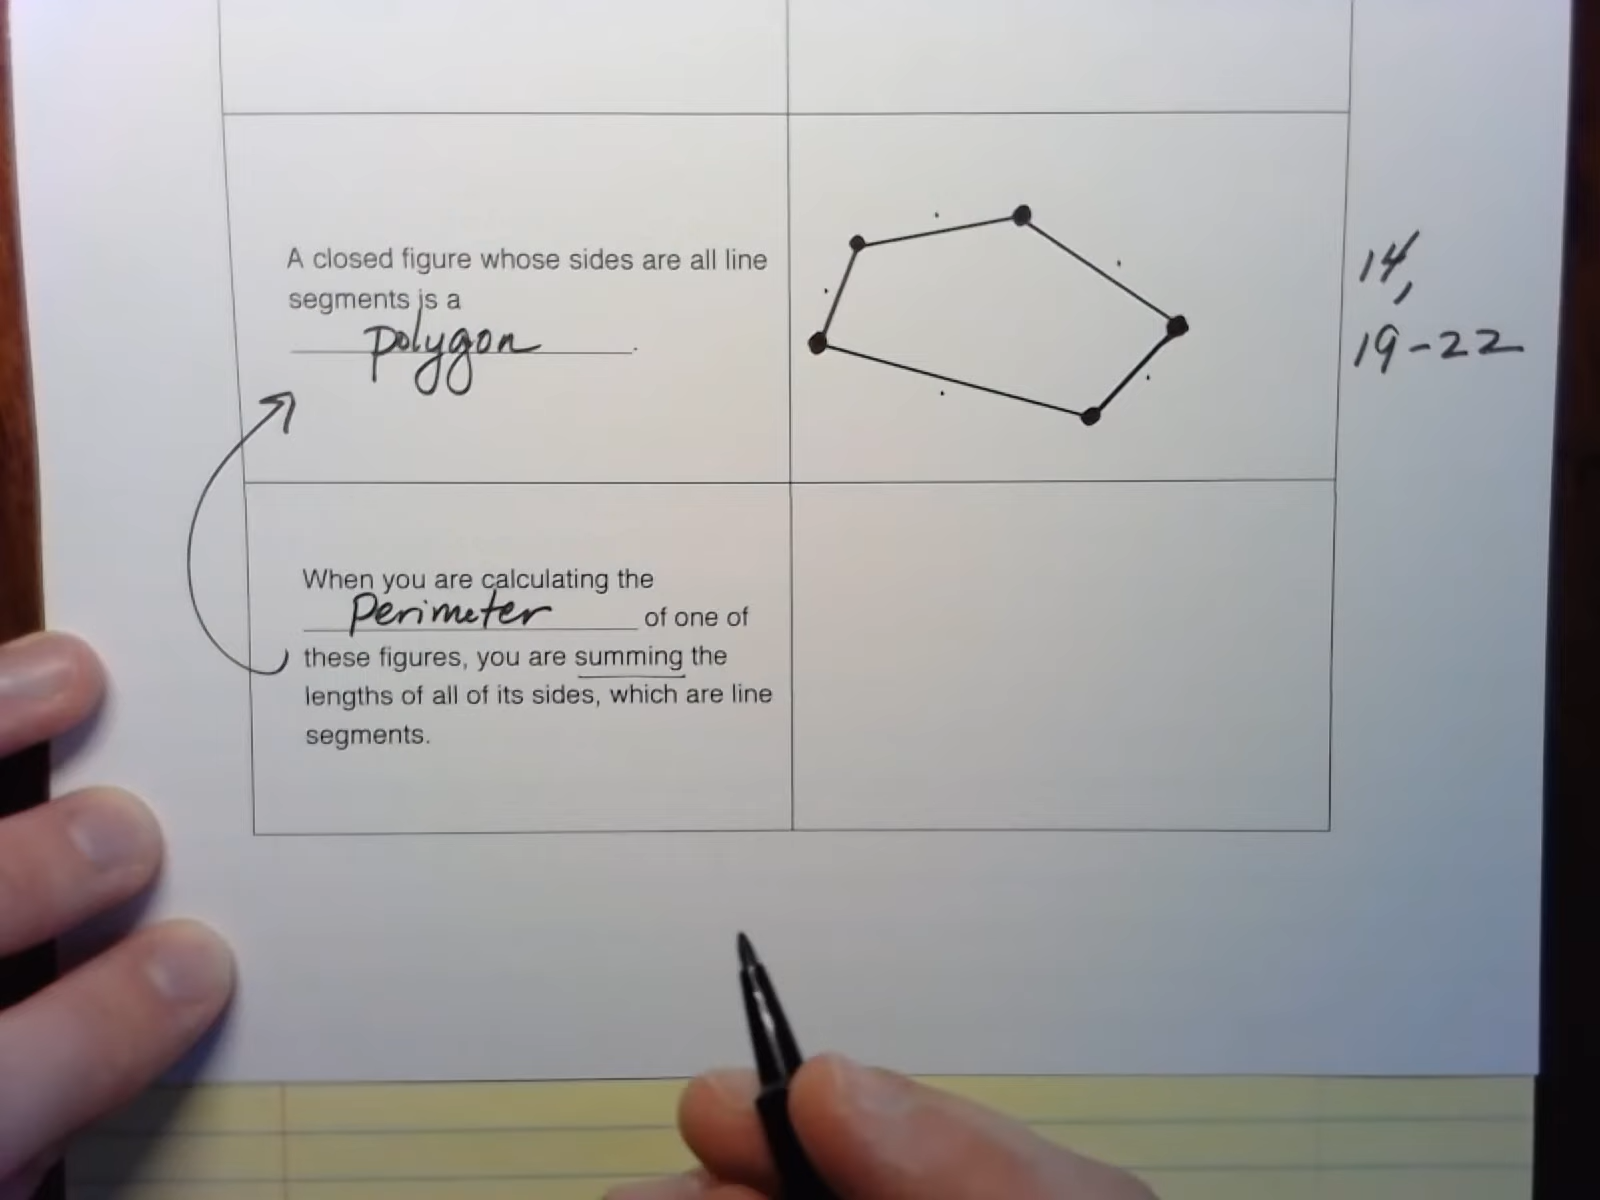 A closed figure whose sides are all line
segments is a
polygon.
14,
19-22
When you are calculating the
Perimeter of one of
these figures, you are summing the
lengths of all of its sides, which are line
segments.